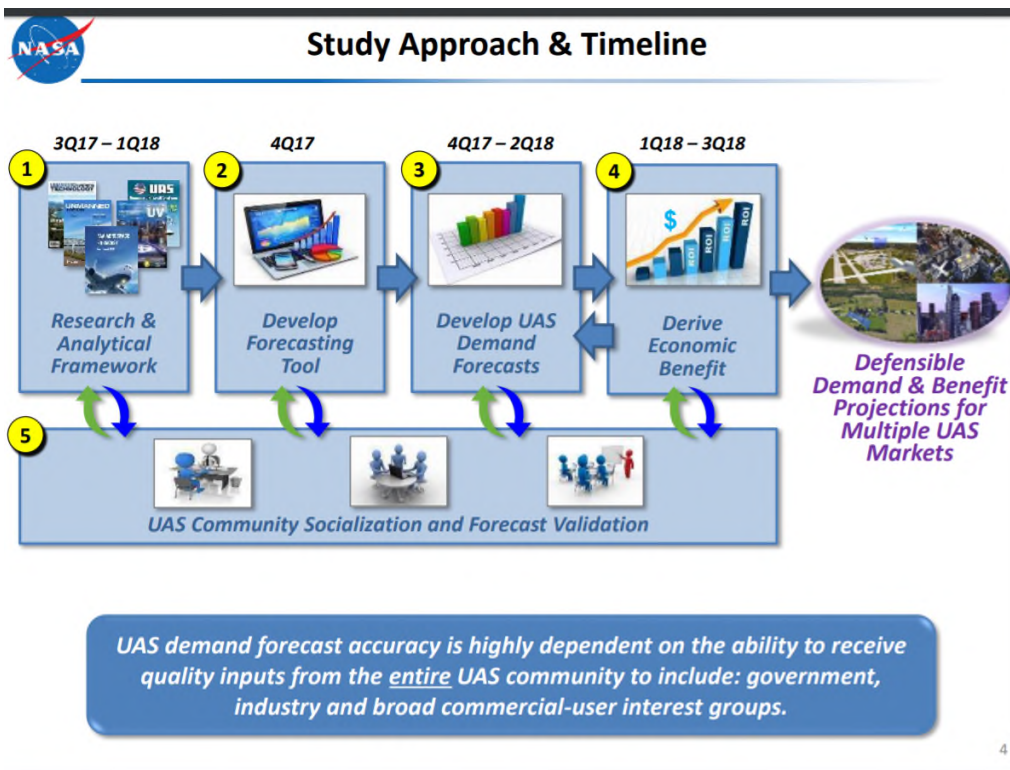 NASA
Study Approach & Timeline
3Q17 – 1Q18
4Q17
4Q17 – 2Q18
1Q18 – 3Q18
1
2
3
4
TECHNOLOGY
UAS
UNMANNED
UV
$
ROI
ROI
ROI
ROI
Research &
Analytical
Framework
Develop
Forecasting
Tool
Develop UAS
Demand
Forecasts
Derive
Economic
Benefit
Defensible
Demand & Benefit
Projections for
Multiple UAS
Markets
5
UAS Community Socialization and Forecast Validation
UAS demand forecast accuracy is highly dependent on the ability to receive
quality inputs from the entire UAS community to include: government,
industry and broad commercial-user interest groups.
4